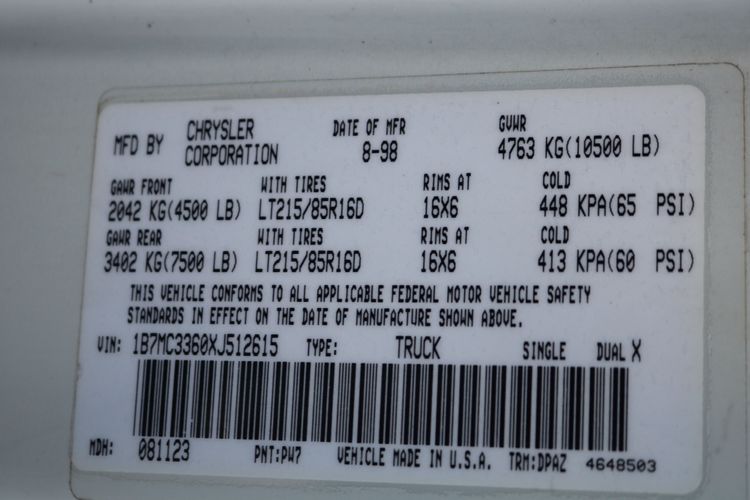 MFD BY CHRYSLER CORPORATION DATE OF MFR 8-98 GVWR 4763 KG(10500 LB)
GAWR FRONT WITH TIRES RIMS AT COLD
2042 KG(4500 LB) LT215/85R16D 16X6 448 KPA(65 PSI)
GAWR REAR WITH TIRES RIMS AT COLD
3402 KG(7500 LB) LT215/85R16D 16X6 413 KPA(60 PSI)
THIS VEHICLE CONFORMS TO ALL APPLICABLE FEDERAL MOTOR VEHICLE SAFETY
STANDARDS IN EFFECT ON THE DATE OF MANUFACTURE SHOWN ABOVE.
VIN: 1B7MC3360XJ512615 TYPE: TRUCK SINGLE DUAL X
MDH: 081123 PNT:PW7 VEHICLE MADE IN U.S.A. TRM:DPAZ 4648503